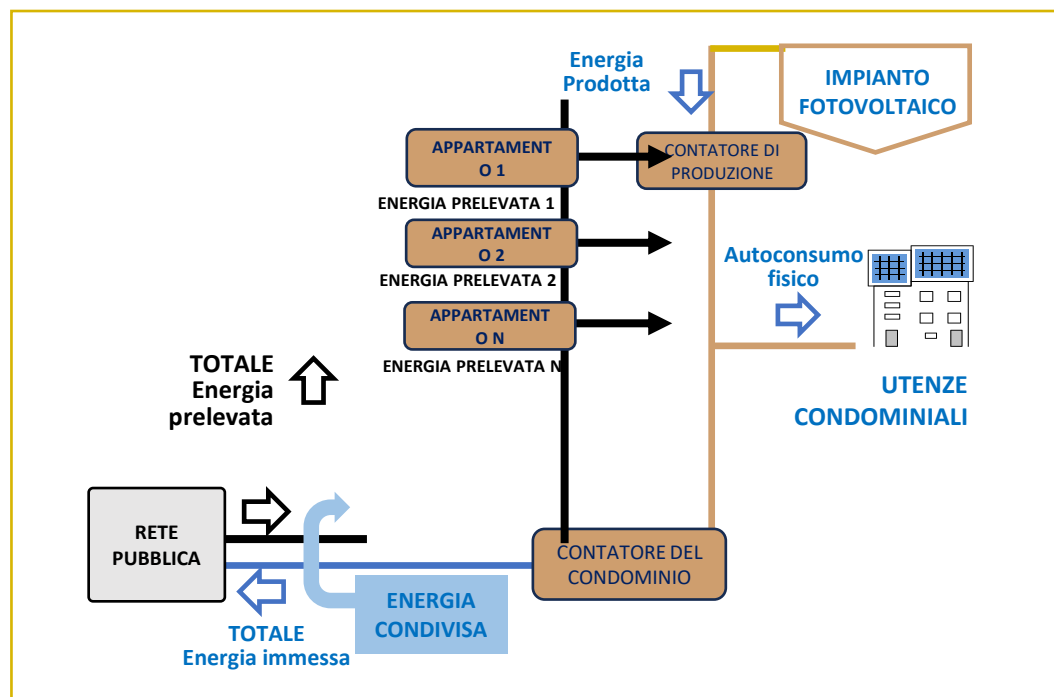 Energia
Prodotta
IMPIANTO
FOTOVOLTAICO
APPARTAMENT
O 1
CONTATORE DI
PRODUZIONE
ENERGIA PRELEVATA 1
APPARTAMENT
O 2
ENERGIA PRELEVATA 2
Autoconsumo
fisico
APPARTAMENT
O N
ENERGIA PRELEVATA N
TOTALE
Energia
prelevata
UTENZE
CONDOMINIALI
RETE
PUBBLICA
CONTATORE DEL
CONDOMINIO
ENERGIA
CONDIVISA
TOTALE
Energia immessa